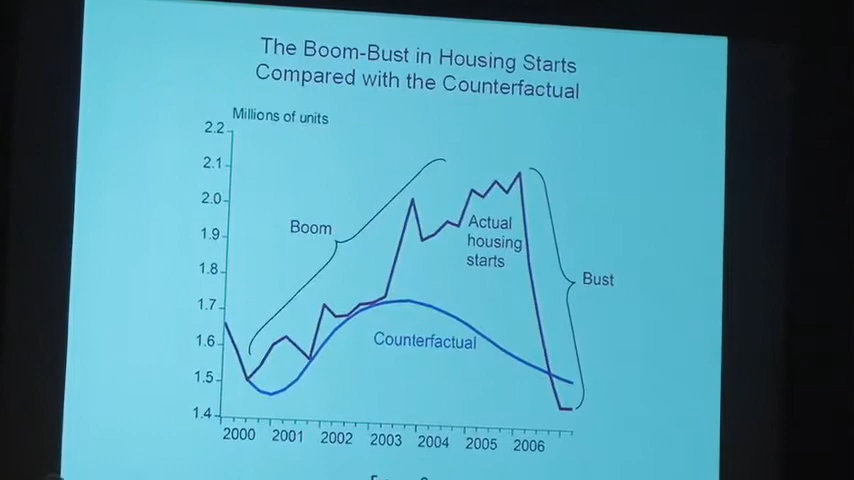 The Boom-Bust in Housing Starts
Compared with the Counterfactual
Millions of units
2.2
2.1
2.0
1.9
1.8
1.7
1.6
1.5
1.4
Boom
Actual
housing
starts
Bust
Counterfactual
2000 2001 2002 2003 2004 2005 2006